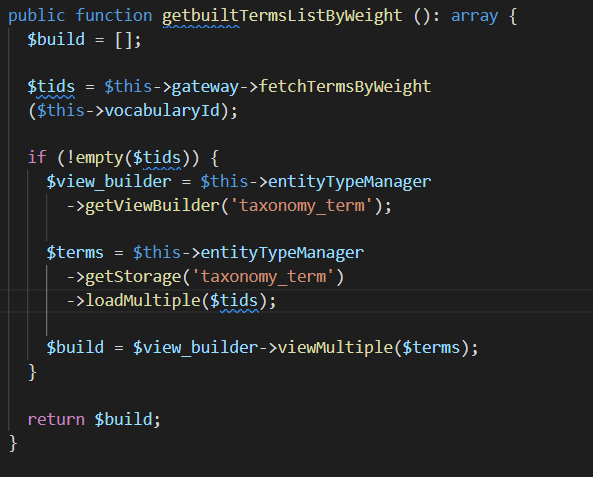 public function getbuiltTermsListByWeight (): array {
$build = [];
$tids = $this->gateway->fetchTermsByWeight
($this->vocabularyId);
if (!empty($tids)) {
$view_builder = $this->entityTypeManager
->getViewBuilder('taxonomy_term');
$terms = $this->entityTypeManager
->getStorage('taxonomy_term')
->loadMultiple($tids);
$build = $view_builder->viewMultiple($terms);
}
return $build;
}